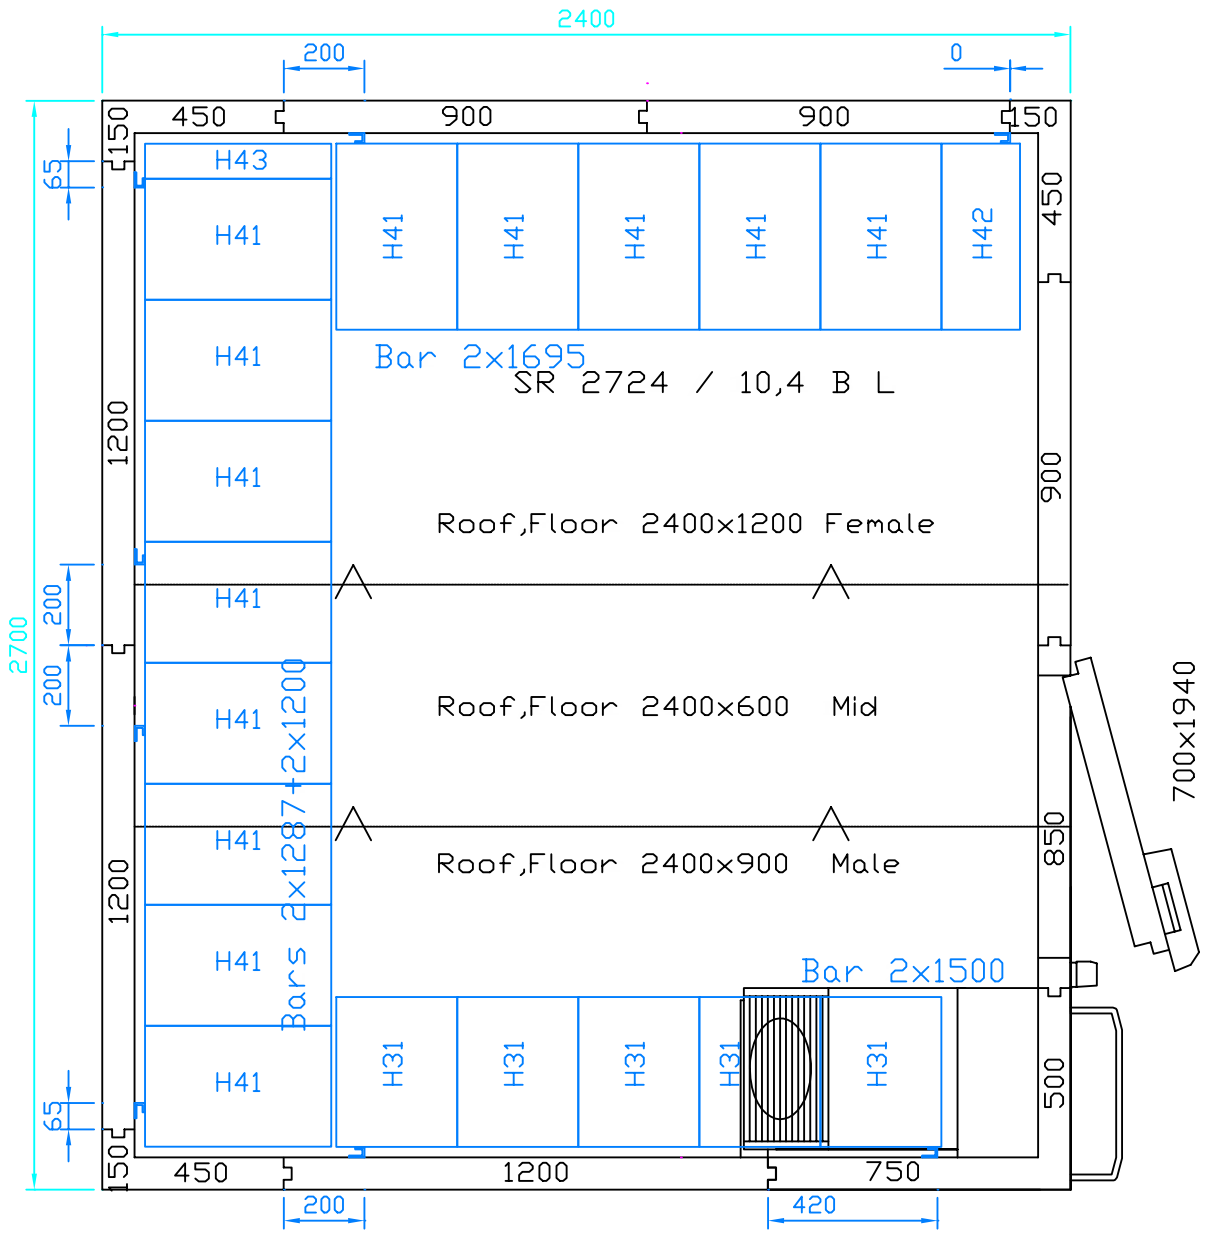 2400
200
0
450
900
900
150
150
65
H43
H41
H41
H41
H41
H41
H41
H42
450
H41
H41
Bar 2x1695
SR 2724 / 10,4 B L
1200
H41
900
Roof,Floor 2400x1200 Female
200
H41
2700
200
H41
Bars 2x1287+2x1200
Roof,Floor 2400x600 Mid
700x1940
H41
850
Roof,Floor 2400x900 Male
1200
H41
Bar 2x1500
H41
H31
H31
H31
H31
H31
500
65
150
450
1200
750
200
420